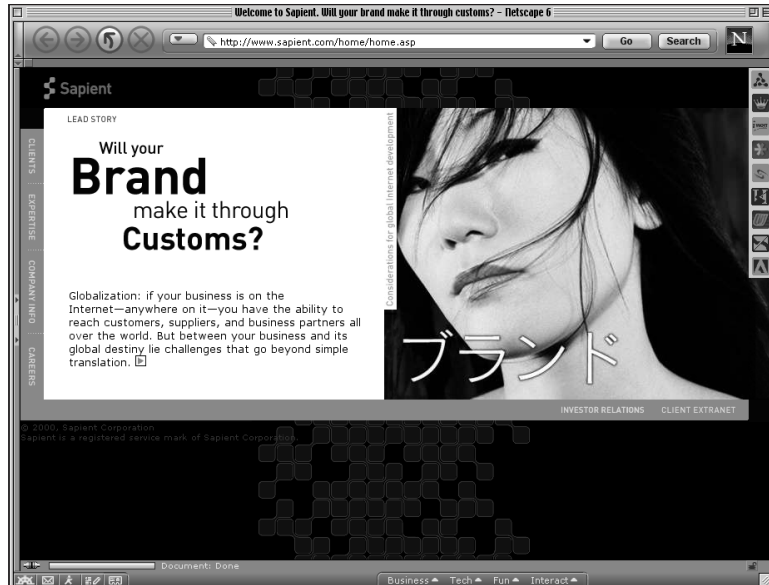 Welcome to Sapient. Will your brand make it through customs? - Netscape 6
http://www.sapient.com/home/home.asp
Go
Search
N
Sapient
LEAD STORY
Will your
Brand
make it through
Customs?
Considerations for global Internet development
CLIENTS
EXPERTISE
COMPANY INFO
CAREERS
Globalization: if your business is on the
Internet—anywhere on it—you have the ability to
reach customers, suppliers, and business partners all
over the world. But between your business and its
global destiny lie challenges that go beyond simple
translation.
ブランド
INVESTOR RELATIONS
CLIENT EXTRANET
© 2000, Sapient Corporation
Sapient is a registered service mark of Sapient Corporation.
Document: Done
Business
Tech
Fun
Interact